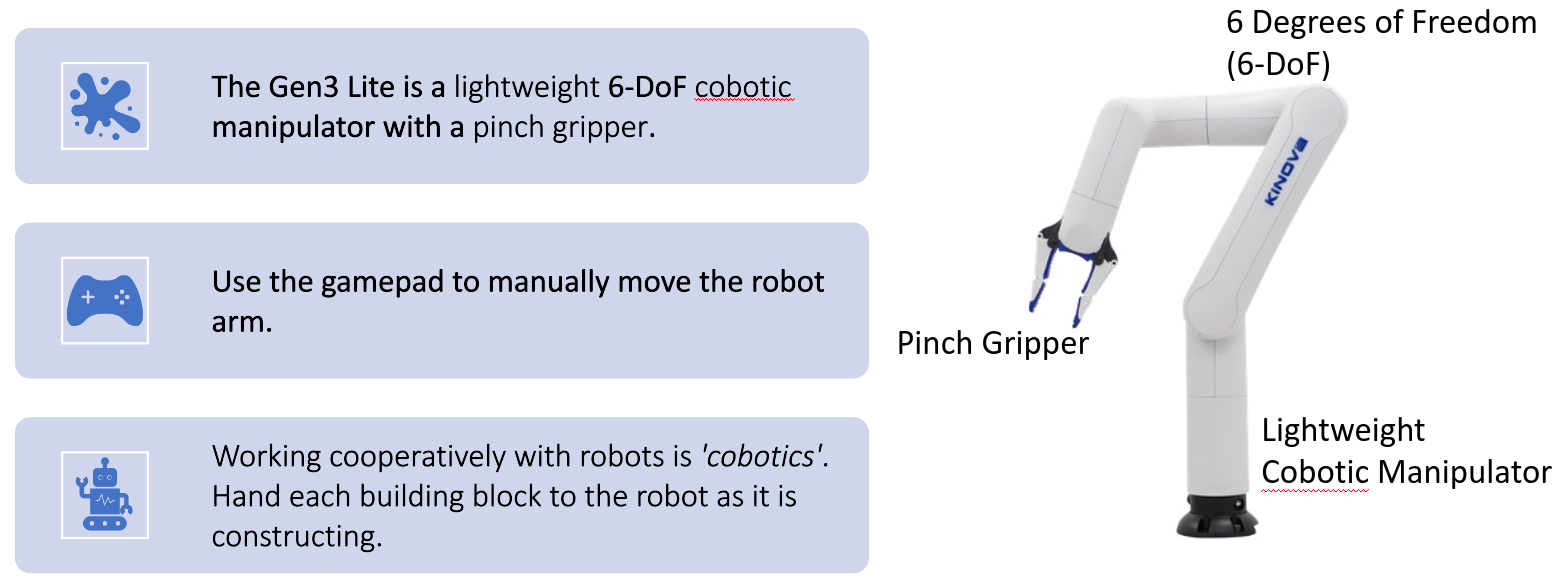 The Gen3 Lite is a lightweight 6-DoF cobotic
manipulator with a pinch gripper.
Use the gamepad to manually move the robot
arm.
Working cooperatively with robots is 'cobotics'.
Hand each building block to the robot as it is
constructing.
6 Degrees of Freedom
(6-DoF)
KINOVA
Pinch Gripper
Lightweight
Cobotic Manipulator